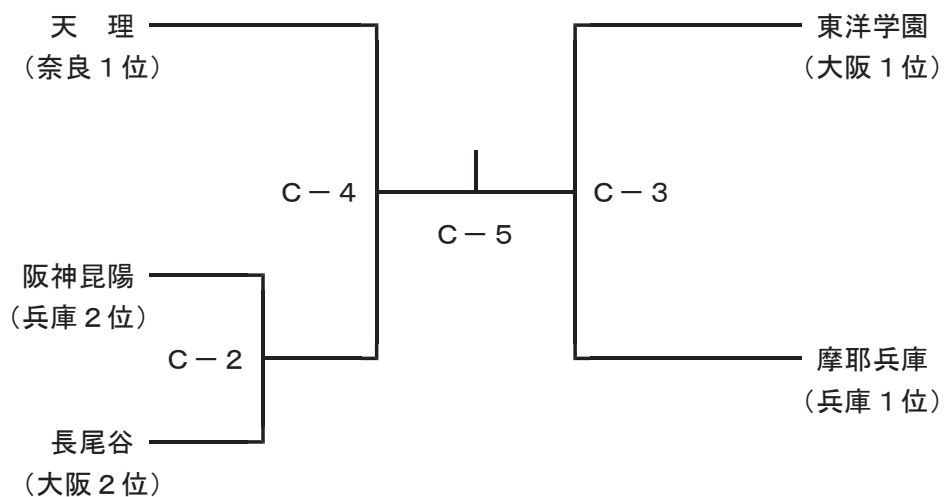 天　理
（奈良１位）
東洋学園
（大阪１位）
Ｃ－４
Ｃ－３
Ｃ－５
阪神昆陽
（兵庫２位）
Ｃ－２
摩耶兵庫
（兵庫１位）
長尾谷
（大阪２位）